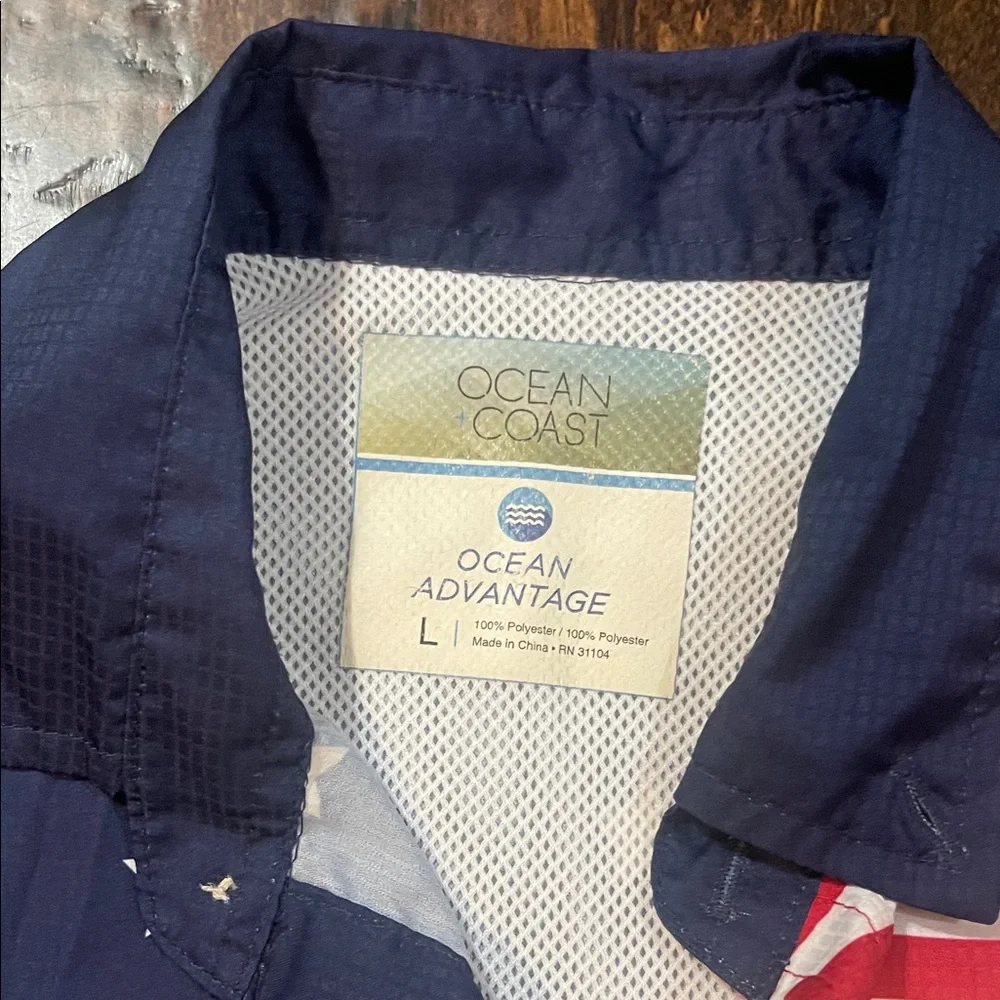 OCEAN
+COAST
OCEAN
ADVANTAGE
L | 100% Polyester / 100% Polyester
Made in China • RN 31104